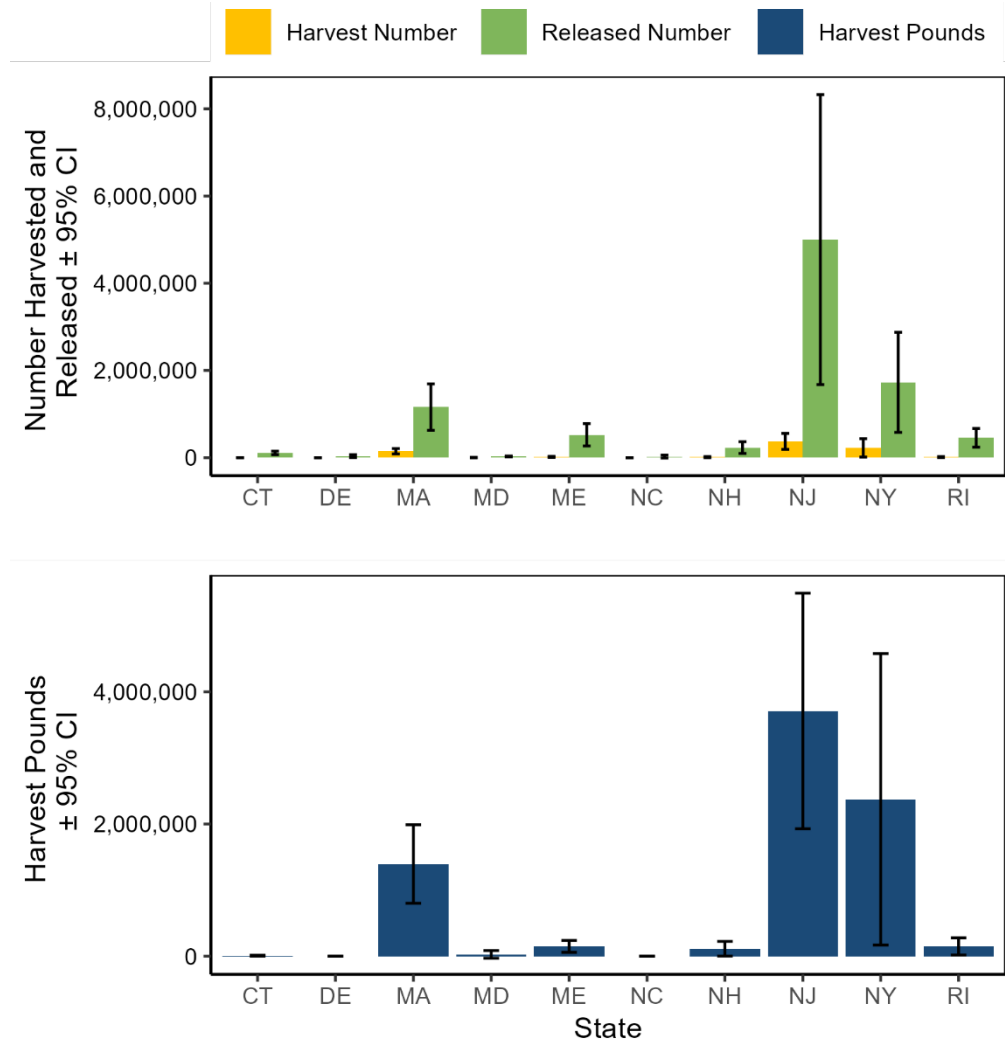 Harvest Number Released Number Harvest Pounds
Number Harvested and
Released ± 95% CI
8,000,000
6,000,000
4,000,000
2,000,000
0
CT DE MA MD ME NC NH NJ NY RI
Harvest Pounds
± 95% CI
4,000,000
2,000,000
0
CT DE MA MD ME NC NH NJ NY RI
State